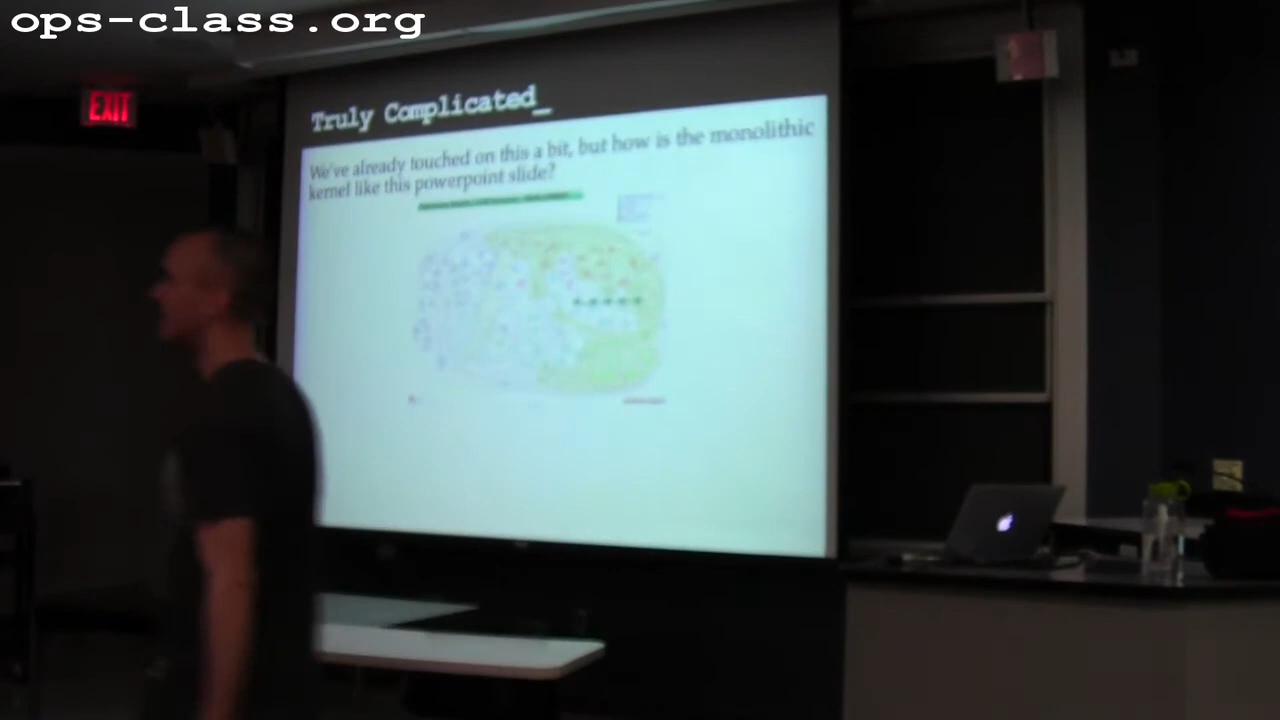 ops-class.org
EXIT
Truly Complicated_
We've already touched on this a bit, but how is the monolithic
kernel like this powerpoint slide?